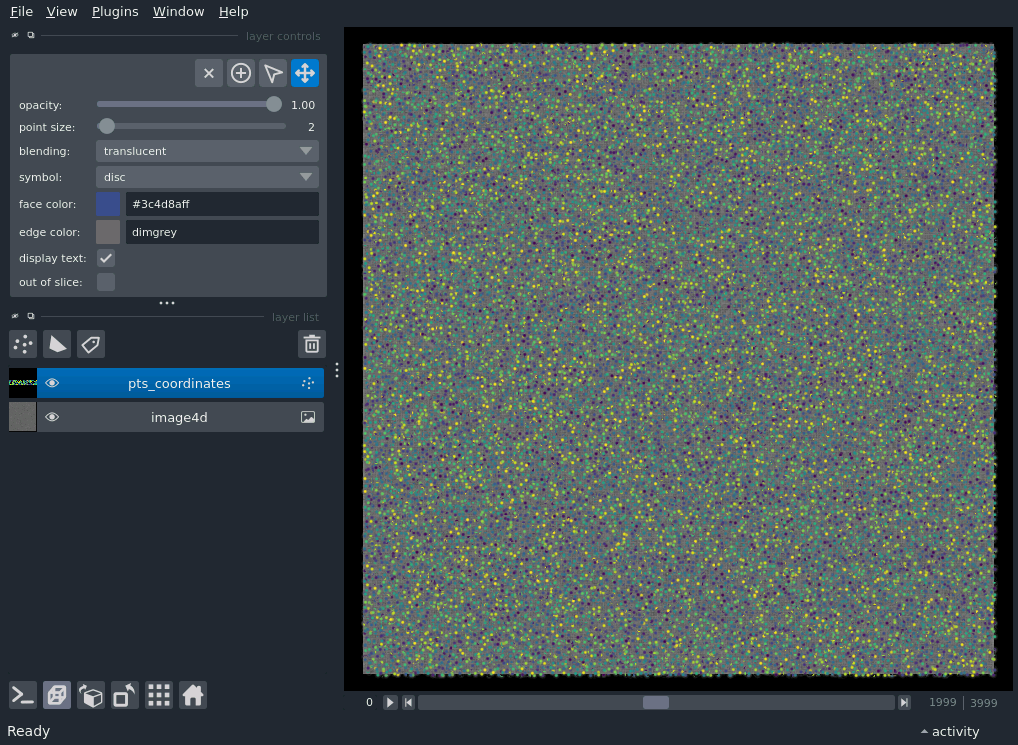 File View Plugins Window Help
layer controls
opacity: 1.00
point size: 2
blending: translucent
symbol: disc
face color: #3c4d8aff
edge color: dimgrey
display text:
out of slice:
layer list
pts_coordinates
image4d
0 1999 3999
Ready activity